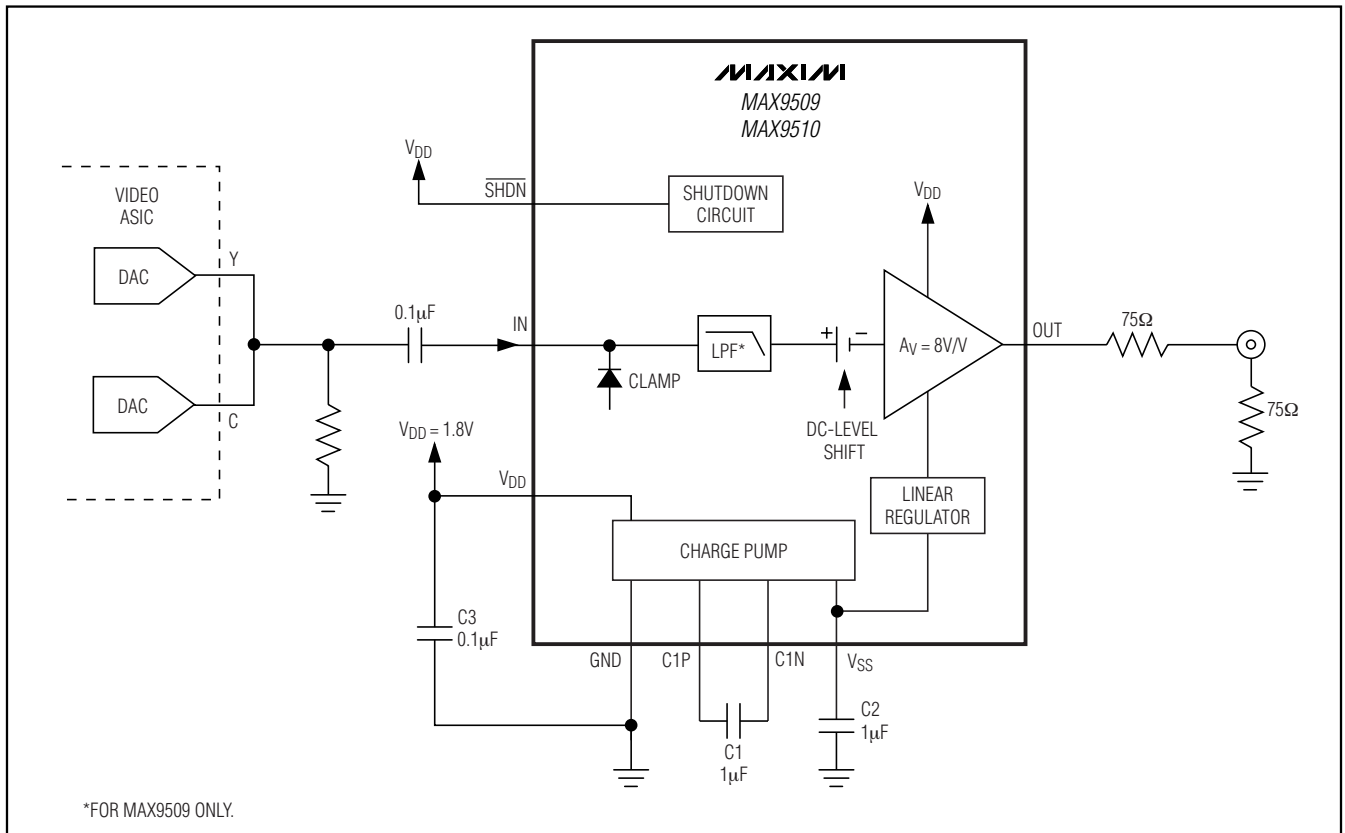 MAXIM
MAX9509
MAX9510
VDD
SHDN
SHUTDOWN
CIRCUIT
VDD
VIDEO
ASIC
DAC
Y
0.1µF
IN
LPF*
+
−
AV = 8V/V
OUT
75Ω
75Ω
CLAMP
DAC
C
DC-LEVEL
SHIFT
VDD = 1.8V
VDD
LINEAR
REGULATOR
CHARGE PUMP
C3
0.1µF
GND
C1P
C1N
VSS
C1
1µF
C2
1µF
*FOR MAX9509 ONLY.